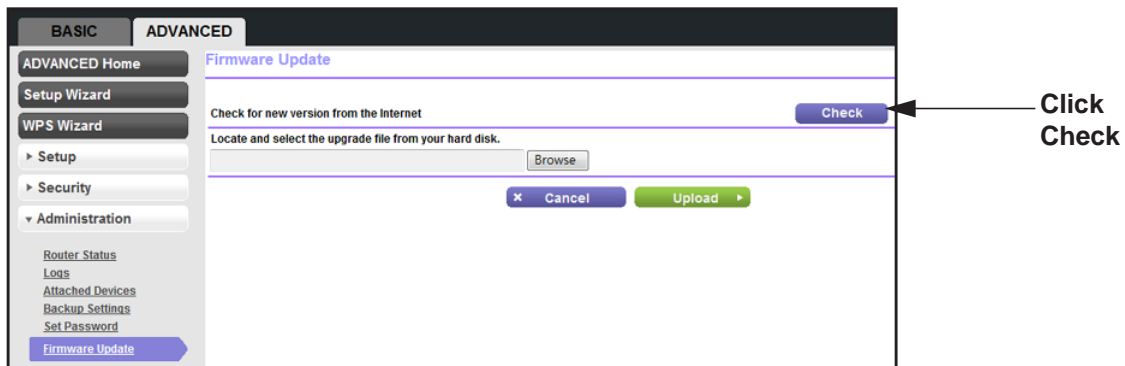 BASIC
ADVANCED
ADVANCED Home
Setup Wizard
WPS Wizard
Setup
Security
Administration
Router Status
Logs
Attached Devices
Backup Settings
Set Password
Firmware Update
Firmware Update
Check for new version from the Internet
Check
Locate and select the upgrade file from your hard disk.
Browse
Cancel
Upload
Click
Check